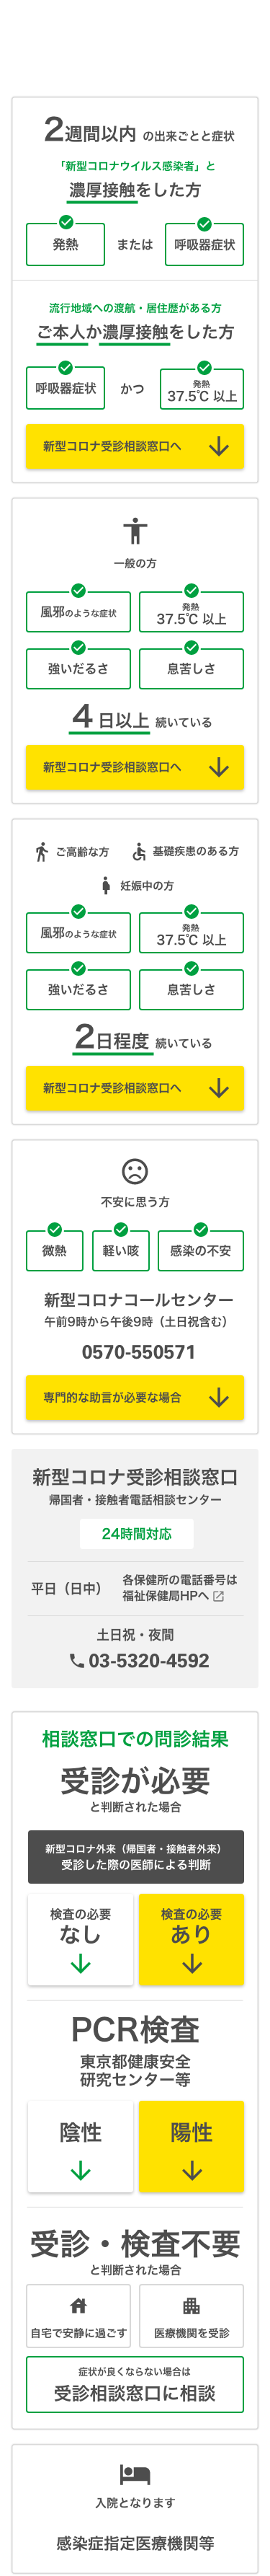 2週間以内 の出来ごとと症状
「新型コロナウイルス感染者」と
濃厚接触をした方
発熱 または 呼吸器症状
流行地域への渡航・居住歴がある方
ご本人か濃厚接触をした方
呼吸器症状 かつ 発熱
37.5℃ 以上
新型コロナ受診相談窓口へ
一般の方
風邪のような症状 発熱
37.5℃ 以上
強いだるさ 息苦しさ
4日以上 続いている
新型コロナ受診相談窓口へ
ご高齢な方 基礎疾患のある方
妊娠中の方
風邪のような症状 発熱
37.5℃ 以上
強いだるさ 息苦しさ
2日程度 続いている
新型コロナ受診相談窓口へ
不安に思う方
微熱 軽い咳 感染の不安
新型コロナコールセンター
午前9時から午後9時（土日祝含む）
0570-550571
専門的な助言が必要な場合
新型コロナ受診相談窓口
帰国者・接触者電話相談センター
24時間対応
平日（日中） 各保健所の電話番号は
福祉保健局HPへ
土日祝・夜間
03-5320-4592
相談窓口での問診結果
受診が必要
と判断された場合
新型コロナ外来（帰国者・接触者外来）
受診した際の医師による判断
検査の必要 検査の必要
なし あり
PCR検査
東京都健康安全
研究センター等
陰性 陽性
受診・検査不要
と判断された場合
自宅で安静に過ごす 医療機関を受診
症状が良くならない場合は
受診相談窓口に相談
入院となります
感染症指定医療機関等